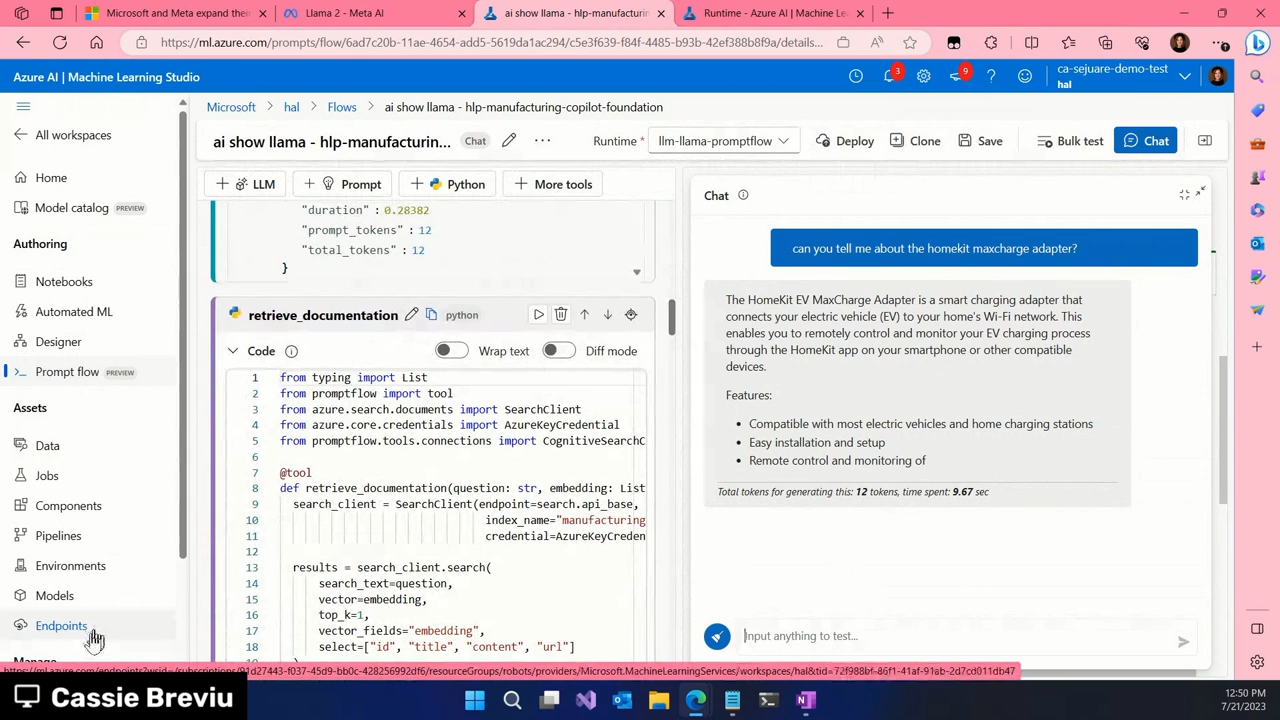 Microsoft and Meta expand their
Llama 2 - Meta AI
ai show llama - hlp-manufacturin
Runtime - Azure AI | Machine Le
https://ml.azure.com/prompts/flow/6ad7c20b-11ae-4654-add5-5619da1ac294/c5e3f639-f84f-4485-b93b-42ef388b8f9a/details...
Azure AI | Machine Learning Studio
3
9
ca-sejuare-demo-test
hal
Microsoft
hal
Flows
ai show llama - hlp-manufacturing-copilot-foundation
All workspaces
Home
Model catalog PREVIEW
Authoring
Notebooks
Automated ML
Designer
Prompt flow PREVIEW
Assets
Data
Jobs
Components
Pipelines
Environments
Models
Endpoints
Manage
ai show llama - hlp-manufacturin...
Chat
Runtime *
llm-llama-promptflow
Deploy
Clone
Save
Bulk test
Chat
+ LLM
+ Prompt
+ Python
+ More tools
"duration" : 0.28382
"prompt_tokens" : 12
"total_tokens" : 12
}
retrieve_documentation
python
Code
Wrap text
Diff mode
1 from typing import List
2 from promptflow import tool
3 from azure.search.documents import SearchClient
4 from azure.core.credentials import AzureKeyCredential
5 from promptflow.tools.connections import CognitiveSearchC
6
7 @tool
8 def retrieve_documentation(question: str, embedding: List
9 search_client = SearchClient(endpoint=search.api_base,
10 index_name="manufacturing
11 credential=AzureKeyCreden
12
13 results = search_client.search(
14 search_text=question,
15 vector=embedding,
16 top_k=1,
17 vector_fields="embedding",
18 select=["id", "title", "content", "url"]
Chat
can you tell me about the homekit maxcharge adapter?
The HomeKit EV MaxCharge Adapter is a smart charging adapter that
connects your electric vehicle (EV) to your home's Wi-Fi network. This
enables you to remotely control and monitor your EV charging process
through the HomeKit app on your smartphone or other compatible
devices.
Features:
• Compatible with most electric vehicles and home charging stations
• Easy installation and setup
• Remote control and monitoring of
Total tokens for generating this: 12 tokens, time spent: 9.67 sec
Input anything to test...
Cassie Breviu
12:50 PM
7/21/2023